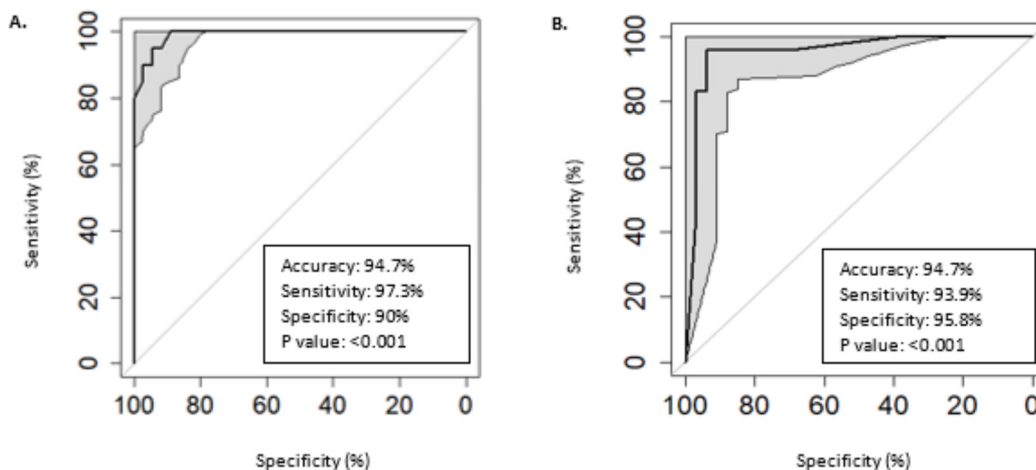 A.
100
80
60
40
20
0
Sensitivity (%)
Accuracy: 94.7%
Sensitivity: 97.3%
Specificity: 90%
P value: <0.001
100 80 60 40 20 0
Specificity (%)
B.
100
80
60
40
20
0
Sensitivity (%)
Accuracy: 94.7%
Sensitivity: 93.9%
Specificity: 95.8%
P value: <0.001
100 80 60 40 20 0
Specificity (%)